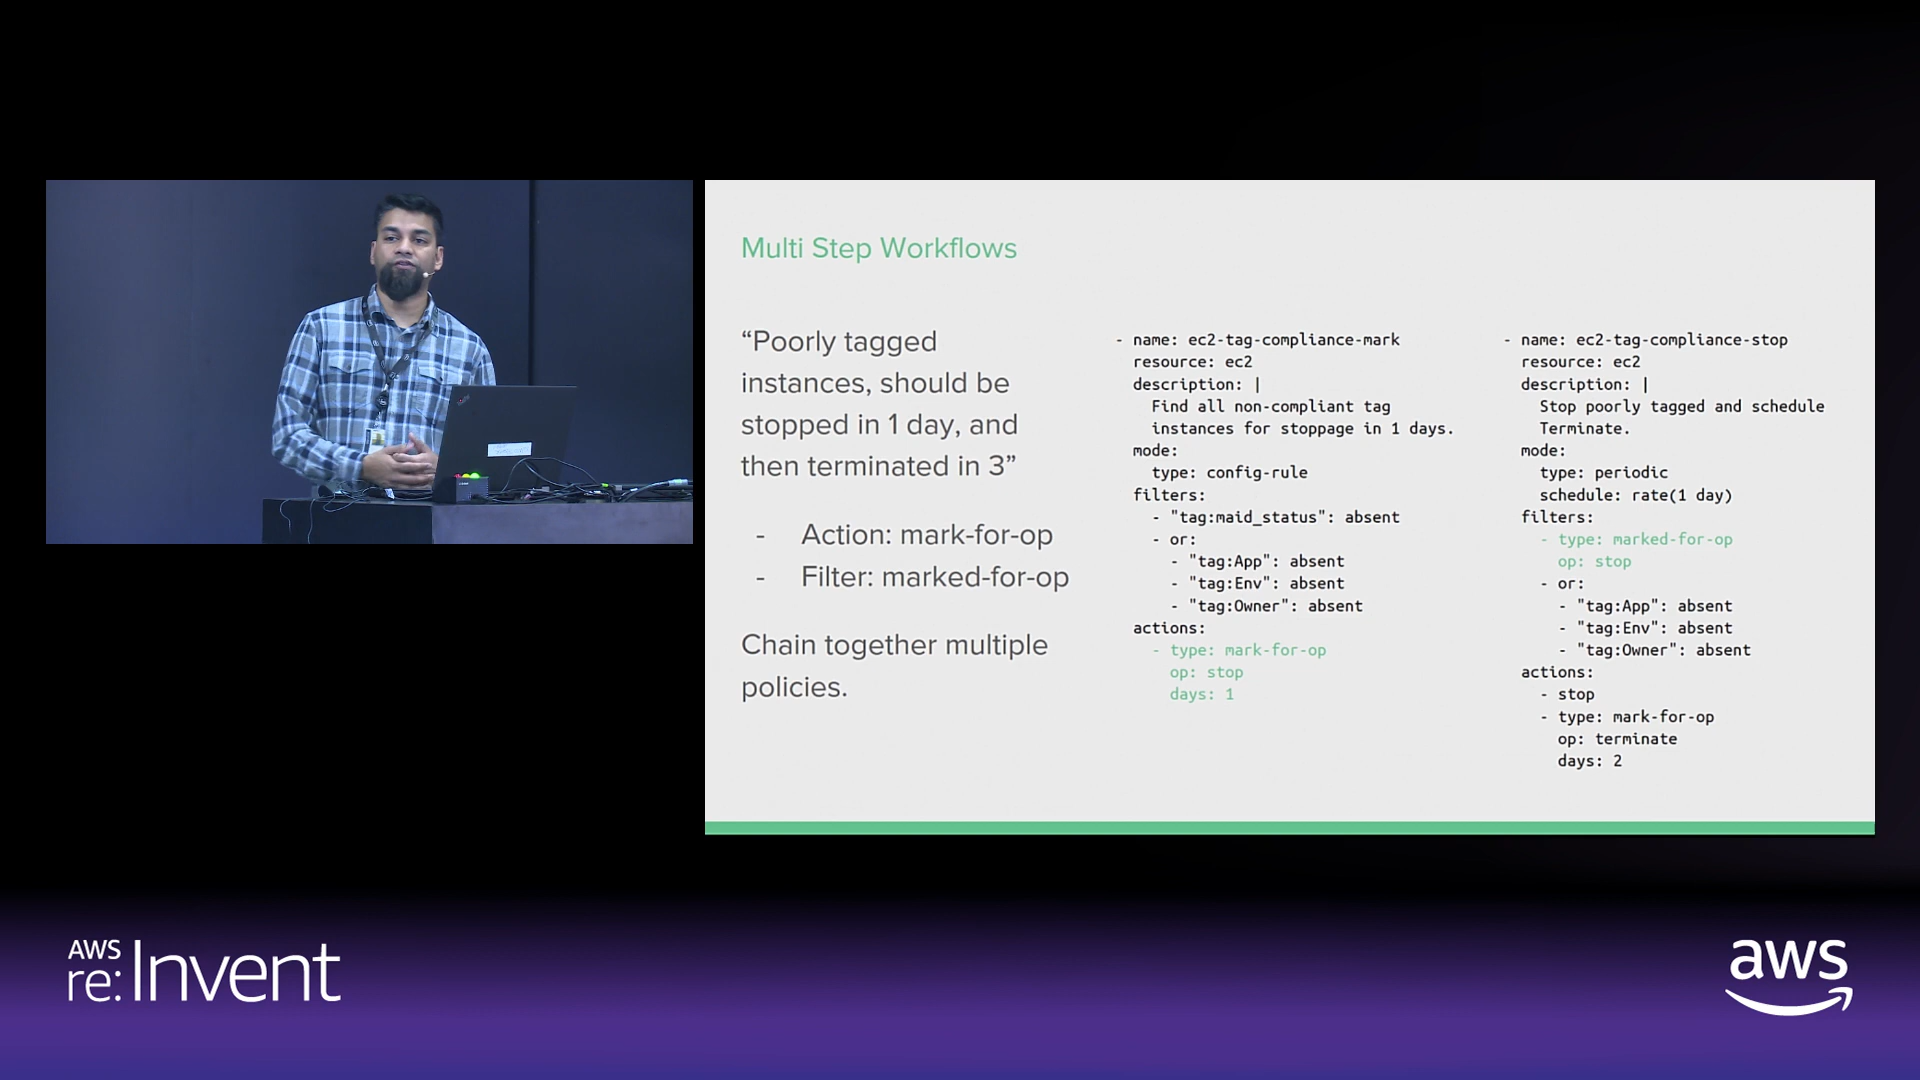 Multi Step Workflows
“Poorly tagged
instances, should be
stopped in 1 day, and
then terminated in 3”
- Action: mark-for-op
- Filter: marked-for-op
Chain together multiple
policies.
- name: ec2-tag-compliance-mark
resource: ec2
description: |
Find all non-compliant tag
instances for stoppage in 1 days.
mode:
type: config-rule
filters:
- "tag:maid_status": absent
- or:
- "tag:App": absent
- "tag:Env": absent
- "tag:Owner": absent
actions:
- type: mark-for-op
op: stop
days: 1
- name: ec2-tag-compliance-stop
resource: ec2
description: |
Stop poorly tagged and schedule
Terminate.
mode:
type: periodic
schedule: rate(1 day)
filters:
- type: marked-for-op
op: stop
- or:
- "tag:App": absent
- "tag:Env": absent
- "tag:Owner": absent
actions:
- stop
- type: mark-for-op
op: terminate
days: 2
AWS
re:Invent
aws